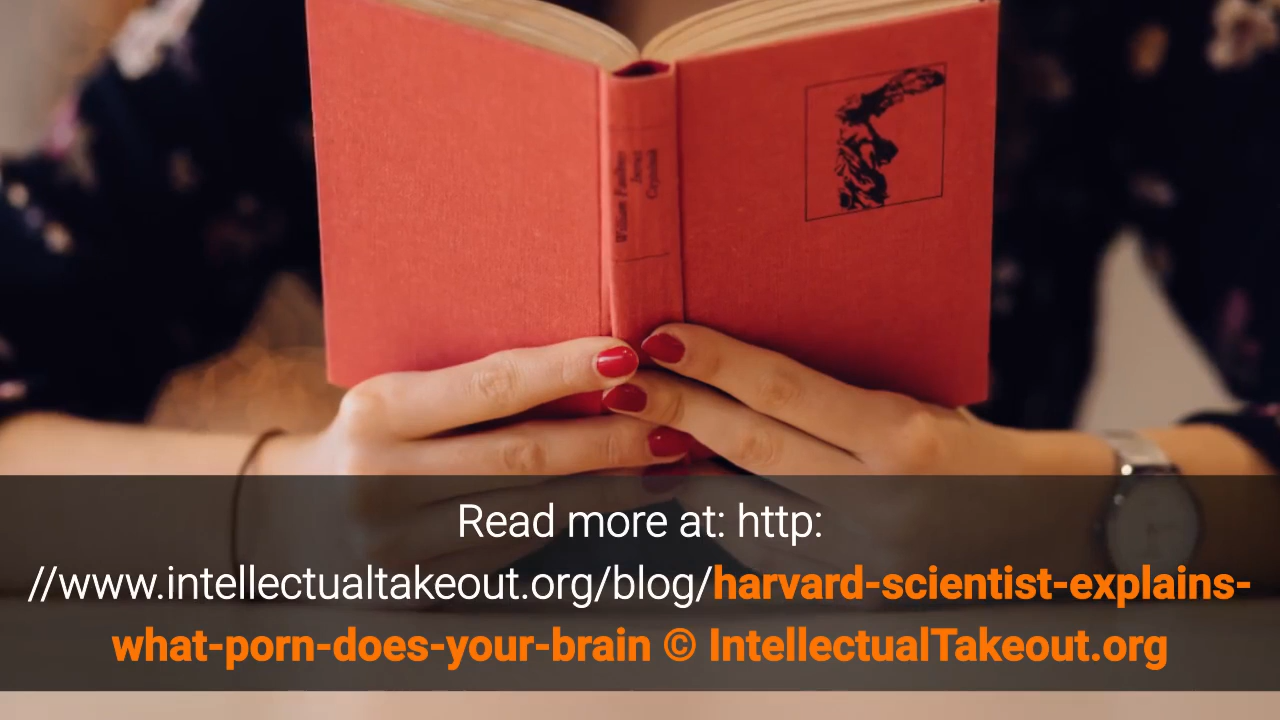 Read more at: http:
//www.intellectualtakeout.org/blog/harvard-scientist-explains-
what-porn-does-your-brain © IntellectualTakeout.org